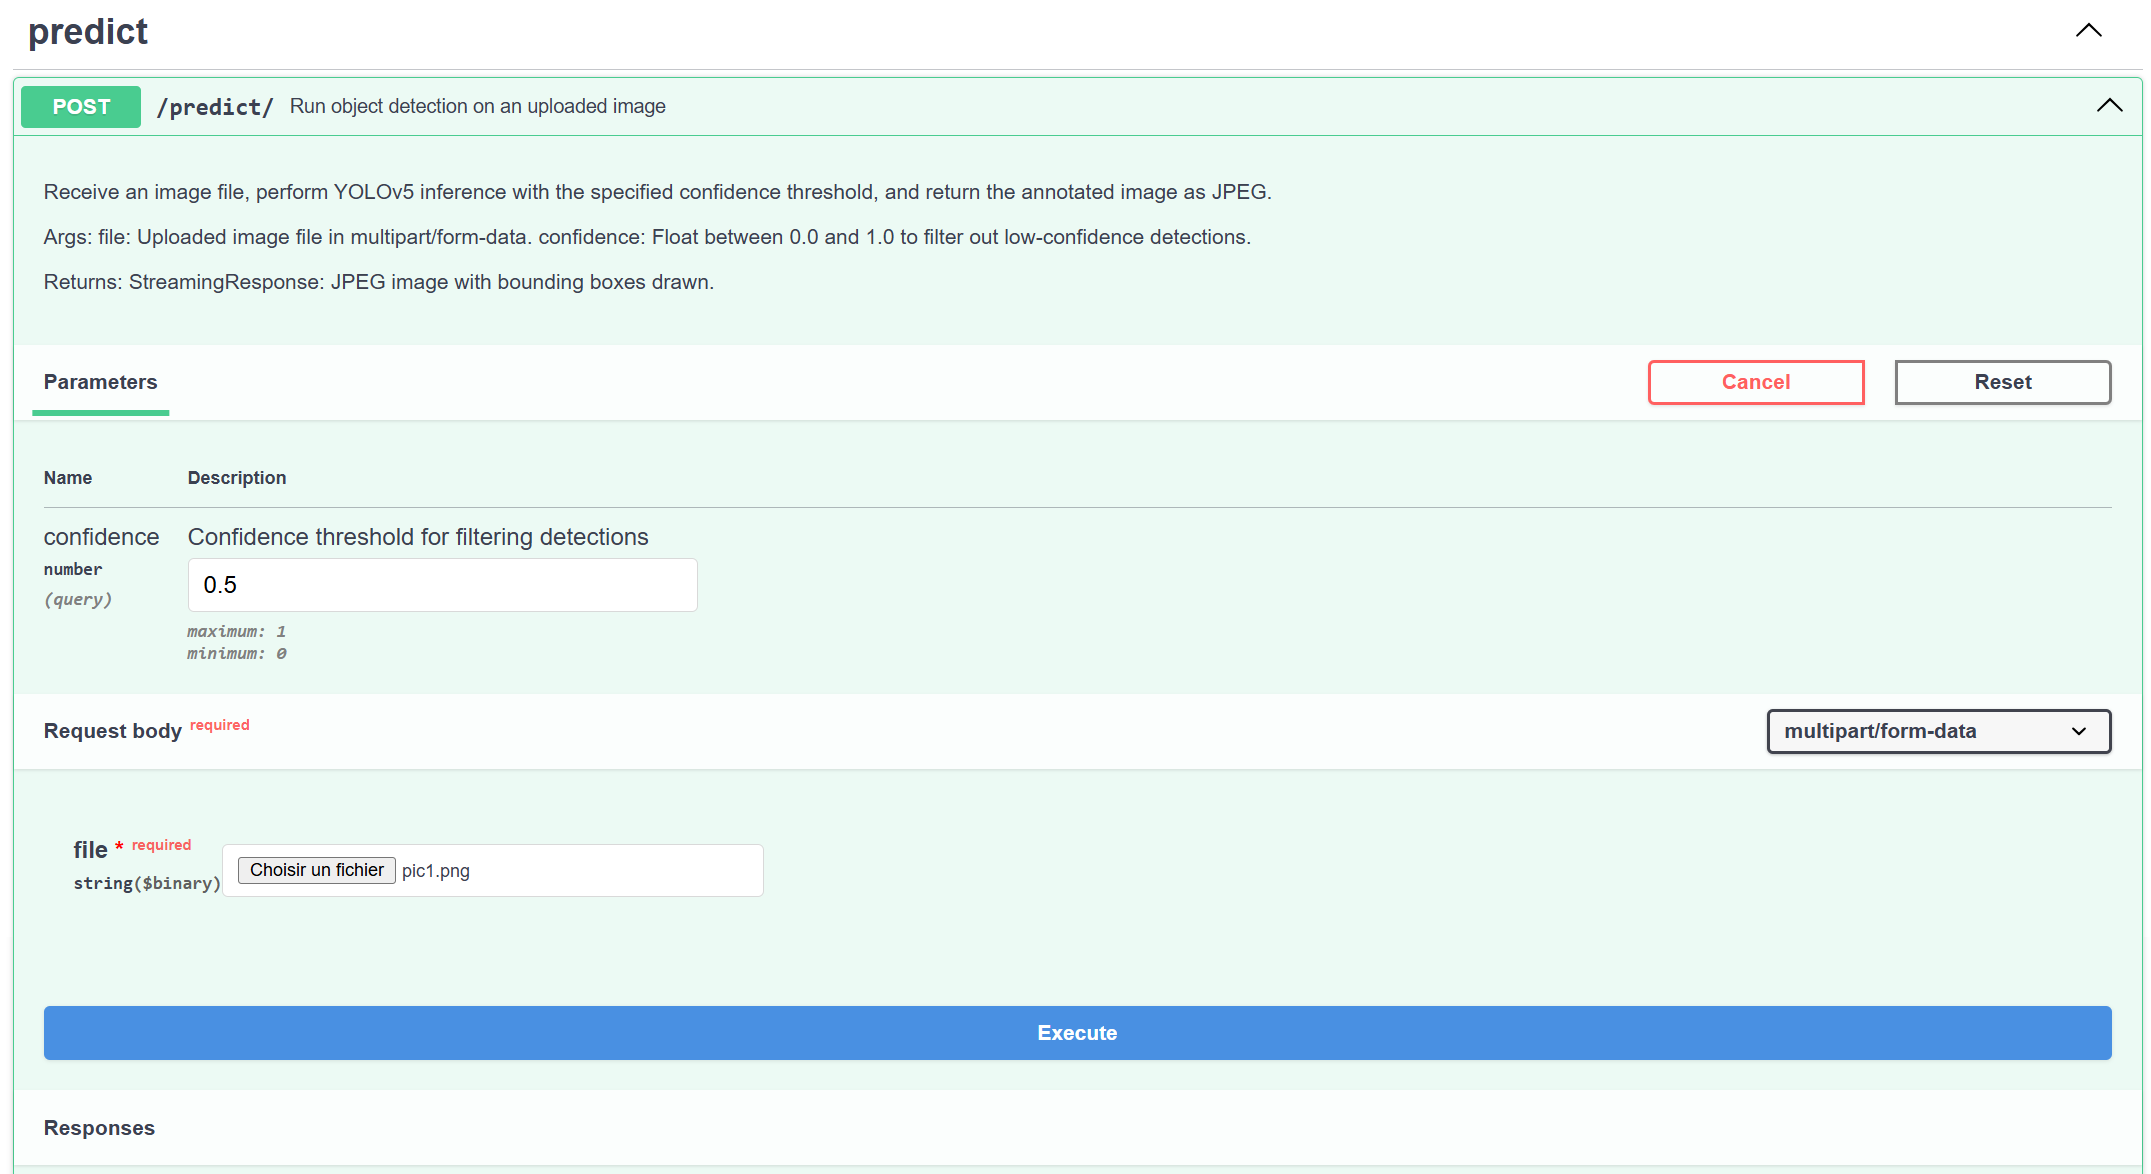 predict
POST /predict/ Run object detection on an uploaded image
Receive an image file, perform YOLOv5 inference with the specified confidence threshold, and return the annotated image as JPEG.
Args: file: Uploaded image file in multipart/form-data. confidence: Float between 0.0 and 1.0 to filter out low-confidence detections.
Returns: StreamingResponse: JPEG image with bounding boxes drawn.
Parameters Cancel Reset
Name Description
confidence Confidence threshold for filtering detections
number
0.5
(query)
maximum: 1
minimum: 0
Request body required multipart/form-data
file * required
Choisir un fichier pic1.png
string($binary)
Execute
Responses